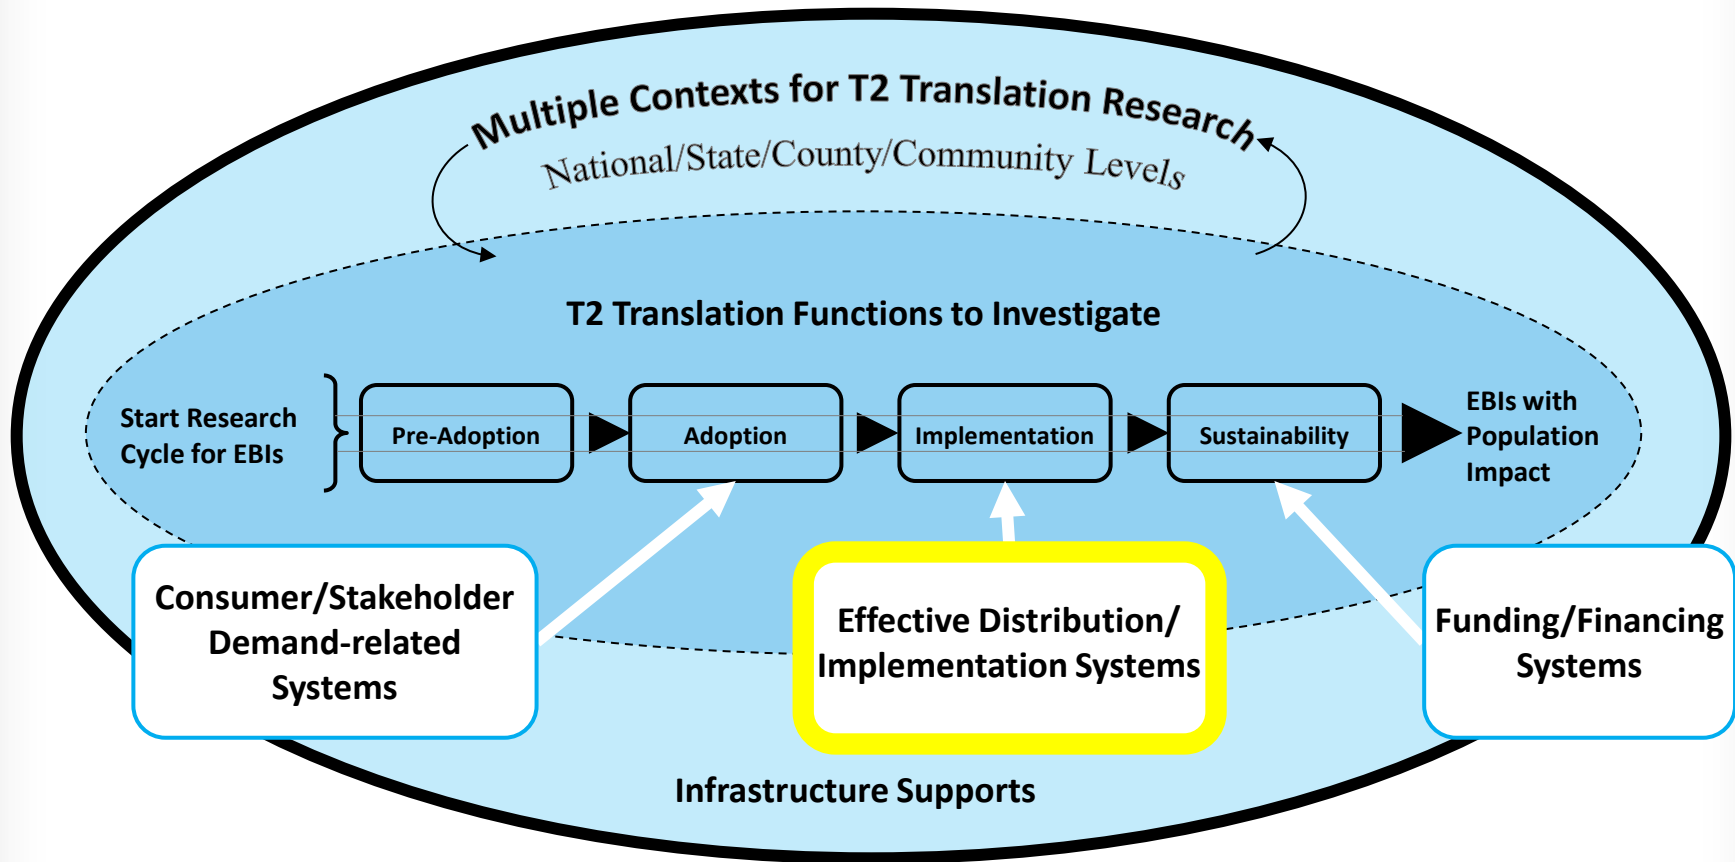 Multiple Contexts for T2 Translation Research
National/State/County/Community Levels
T2 Translation Functions to Investigate
Start Research
Cycle for EBIs
Pre-Adoption
Adoption
Implementation
Sustainability
EBIs with
Population
Impact
Consumer/Stakeholder
Demand-related
Systems
Effective Distribution/
Implementation Systems
Funding/Financing
Systems
Infrastructure Supports